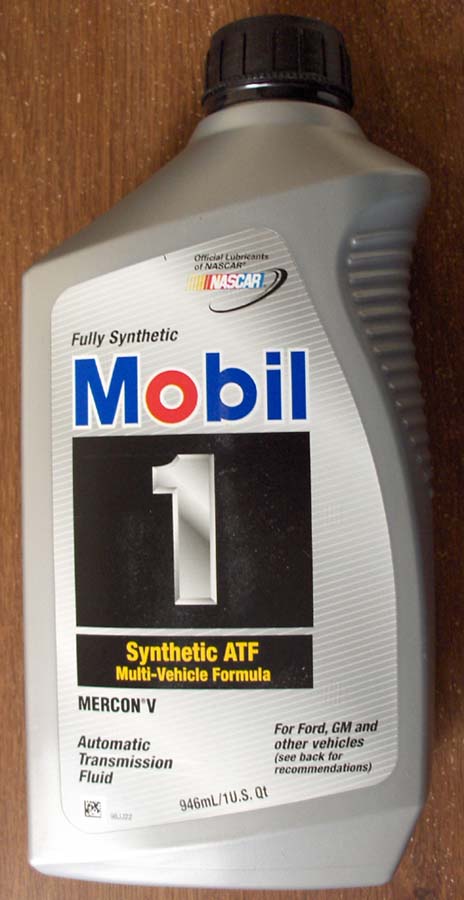 Official Lubricants
of NASCAR®
NASCAR
Fully Synthetic
Mobil
1
Synthetic ATF
Multi-Vehicle Formula
MERCON®V
Automatic
Transmission
Fluid
For Ford, GM and
other vehicles
(see back for
recommendations)
946mL/1U.S. Qt